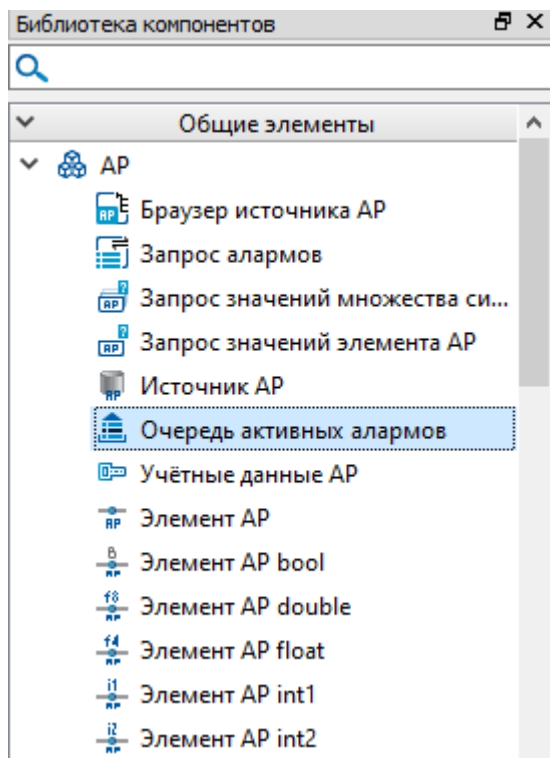 Библиотека компонентов
Общие элементы
AP
Браузер источника AP
Запрос алармов
Запрос значений множества си...
Запрос значений элемента AP
Источник AP
Очередь активных алармов
Учётные данные AP
Элемент AP
Элемент AP bool
Элемент AP double
Элемент AP float
Элемент AP int1
Элемент AP int2